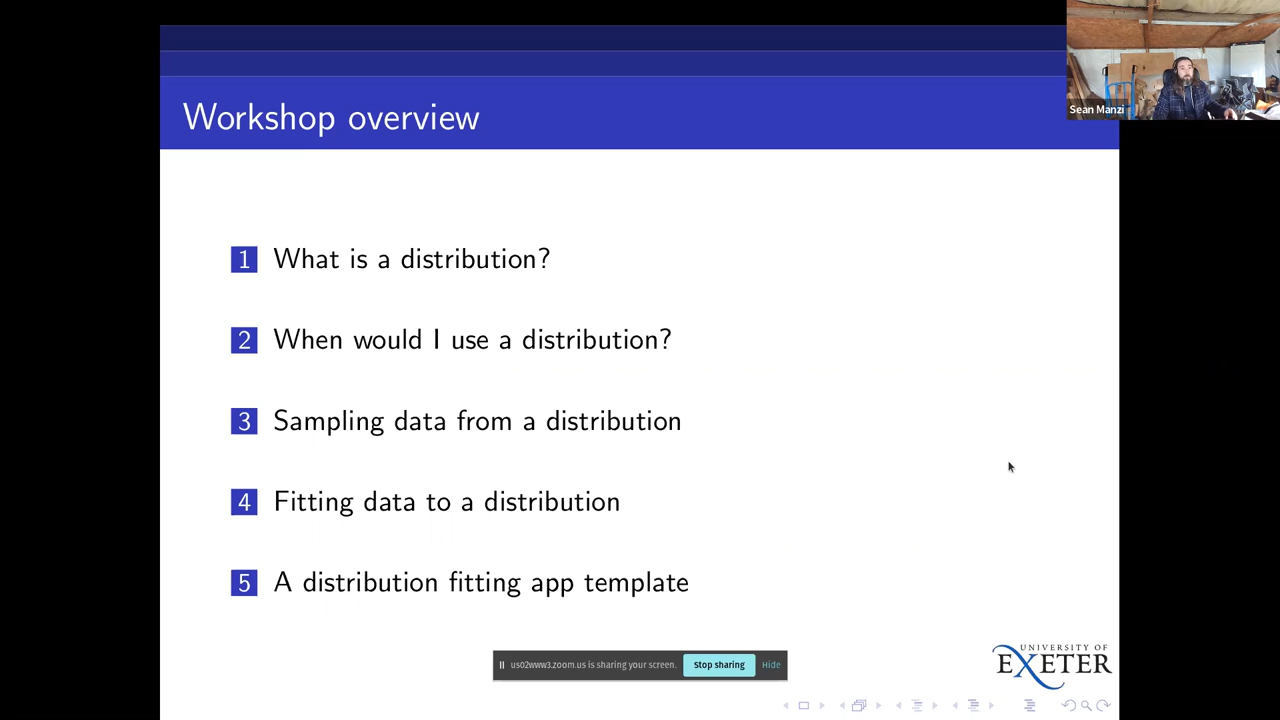 Workshop overview
Sean Manzi
1 What is a distribution?
2 When would I use a distribution?
3 Sampling data from a distribution
4 Fitting data to a distribution
5 A distribution fitting app template
us02www3.zoom.us is sharing your screen. Stop sharing Hide
UNIVERSITY OF
EXETER